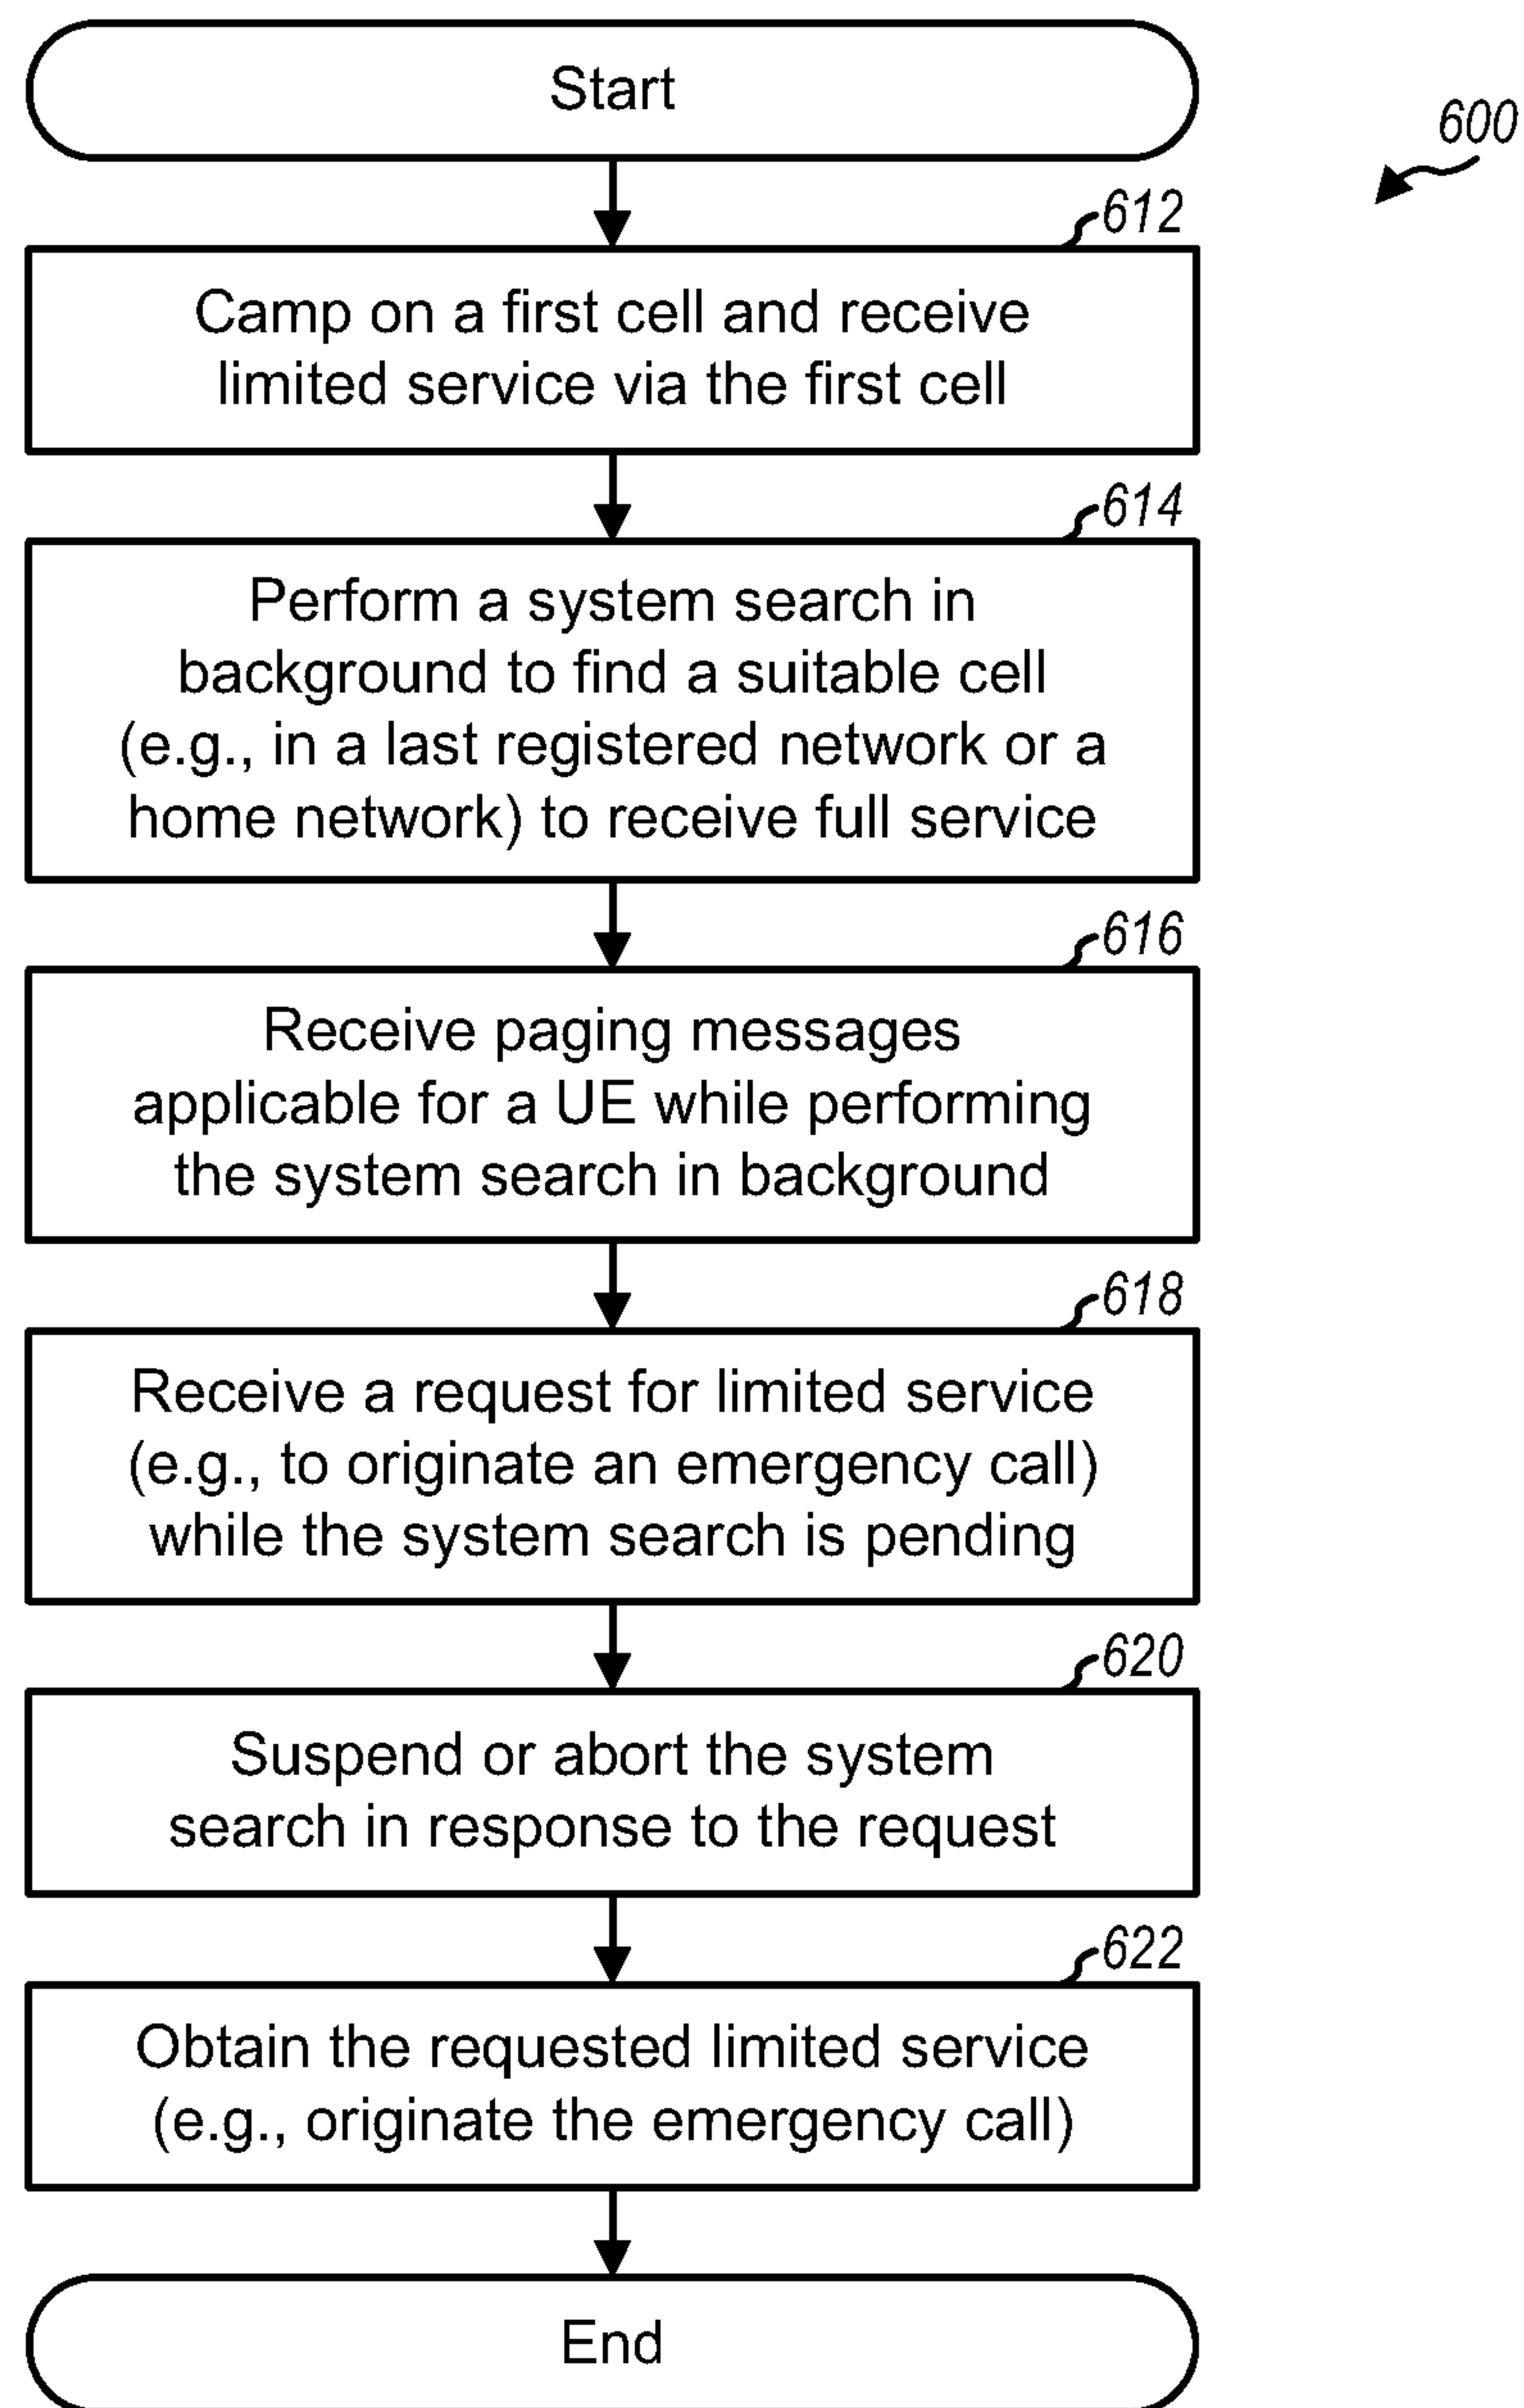 Start
600
612
Camp on a first cell and receive
limited service via the first cell
614
Perform a system search in
background to find a suitable cell
(e.g., in a last registered network or a
home network) to receive full service
616
Receive paging messages
applicable for a UE while performing
the system search in background
618
Receive a request for limited service
(e.g., to originate an emergency call)
while the system search is pending
620
Suspend or abort the system
search in response to the request
622
Obtain the requested limited service
(e.g., originate the emergency call)
End